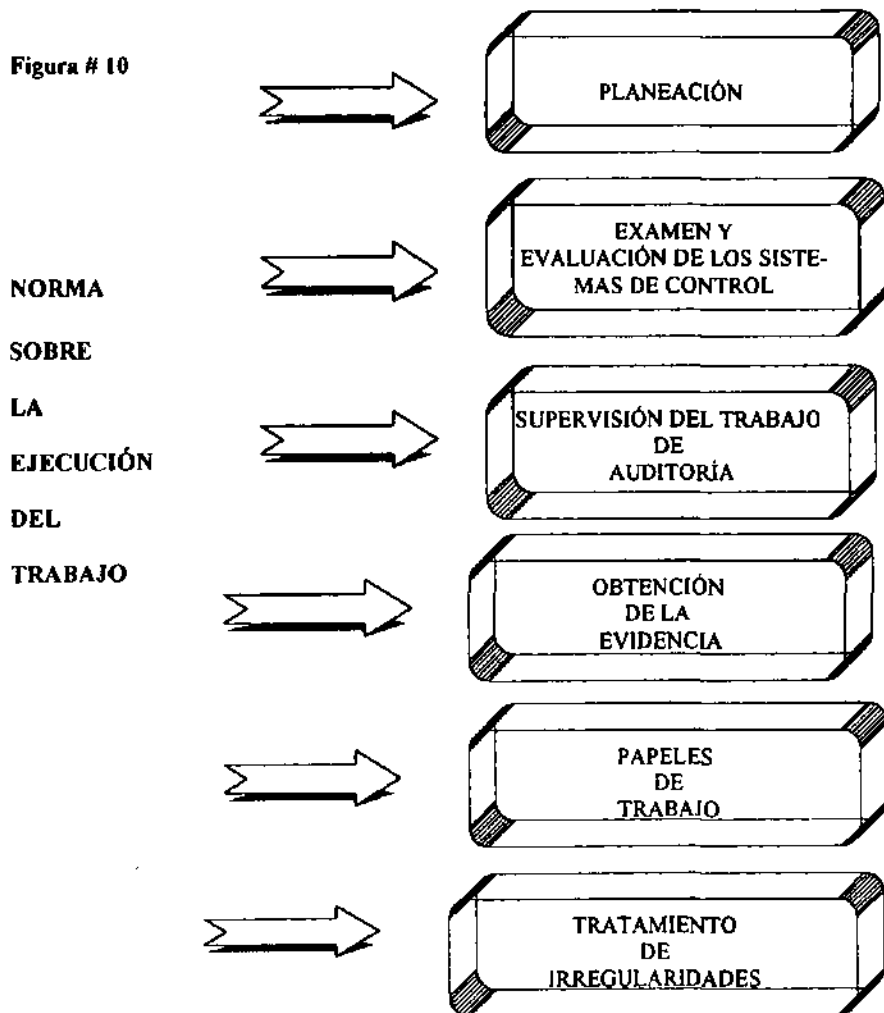 Figura # 10
NORMA
SOBRE
LA
EJECUCIÓN
DEL
TRABAJO
PLANEACIÓN
EXAMEN Y
EVALUACIÓN DE LOS SISTE-
MAS DE CONTROL
SUPERVISIÓN DEL TRABAJO
DE
AUDITORÍA
OBTENCIÓN
DE LA
EVIDENCIA
PAPELES
DE
TRABAJO
TRATAMIENTO
DE
IRREGULARIDADES